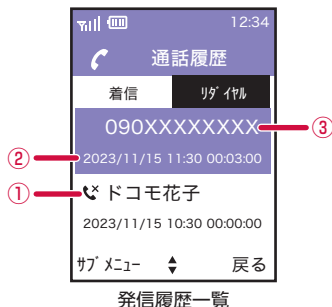 12:34
通話履歴
着信 リダイヤル
090XXXXXXXX ③
② 2023/11/15 11:30 00:03:00
① ドコモ花子
2023/11/15 10:30 00:00:00
サブメニュー 戻る
発信履歴一覧